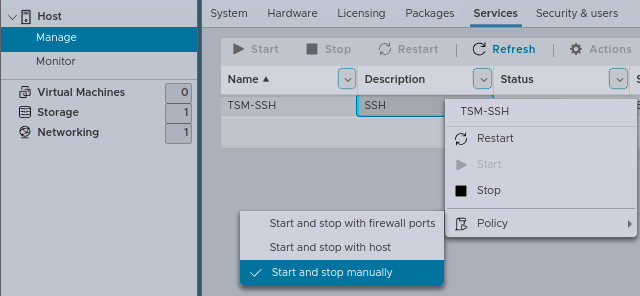 Host
Manage
Monitor
Virtual Machines 0
Storage 1
Networking 1
System Hardware Licensing Packages Services Security & users
Start Stop Restart Refresh Actions
Name Description Status
TSM-SSH SSH
TSM-SSH
Restart
Start
Stop
Policy
Start and stop with firewall ports
Start and stop with host
Start and stop manually